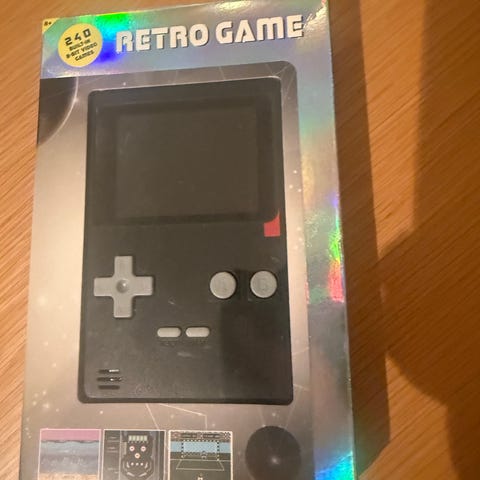 8+
240
BUILT-IN
8-BIT VIDEO
GAMES
RETRO GAME
A
B